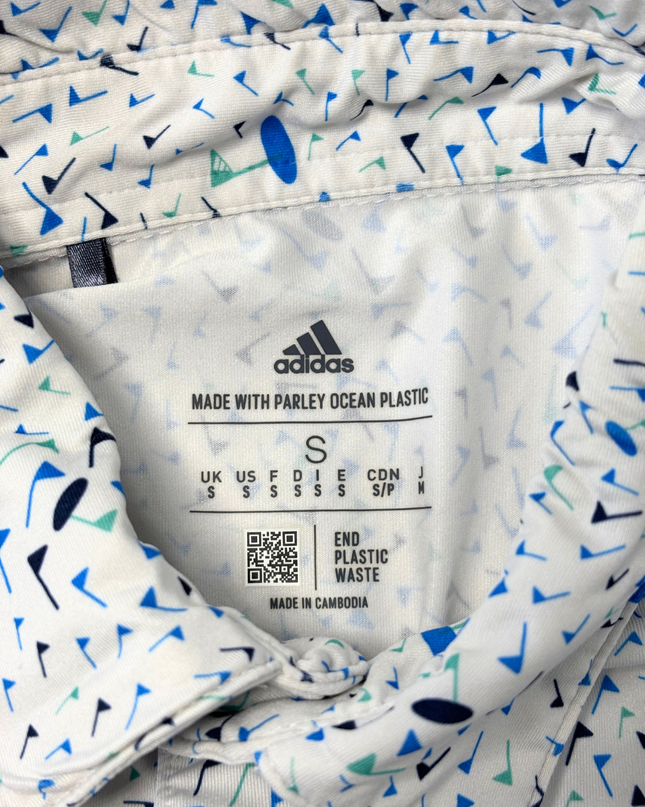 adidas
MADE WITH PARLEY OCEAN PLASTIC
S
UK US F D I E CDN J
S S S S S S S/P M
END
PLASTIC
WASTE
MADE IN CAMBODIA